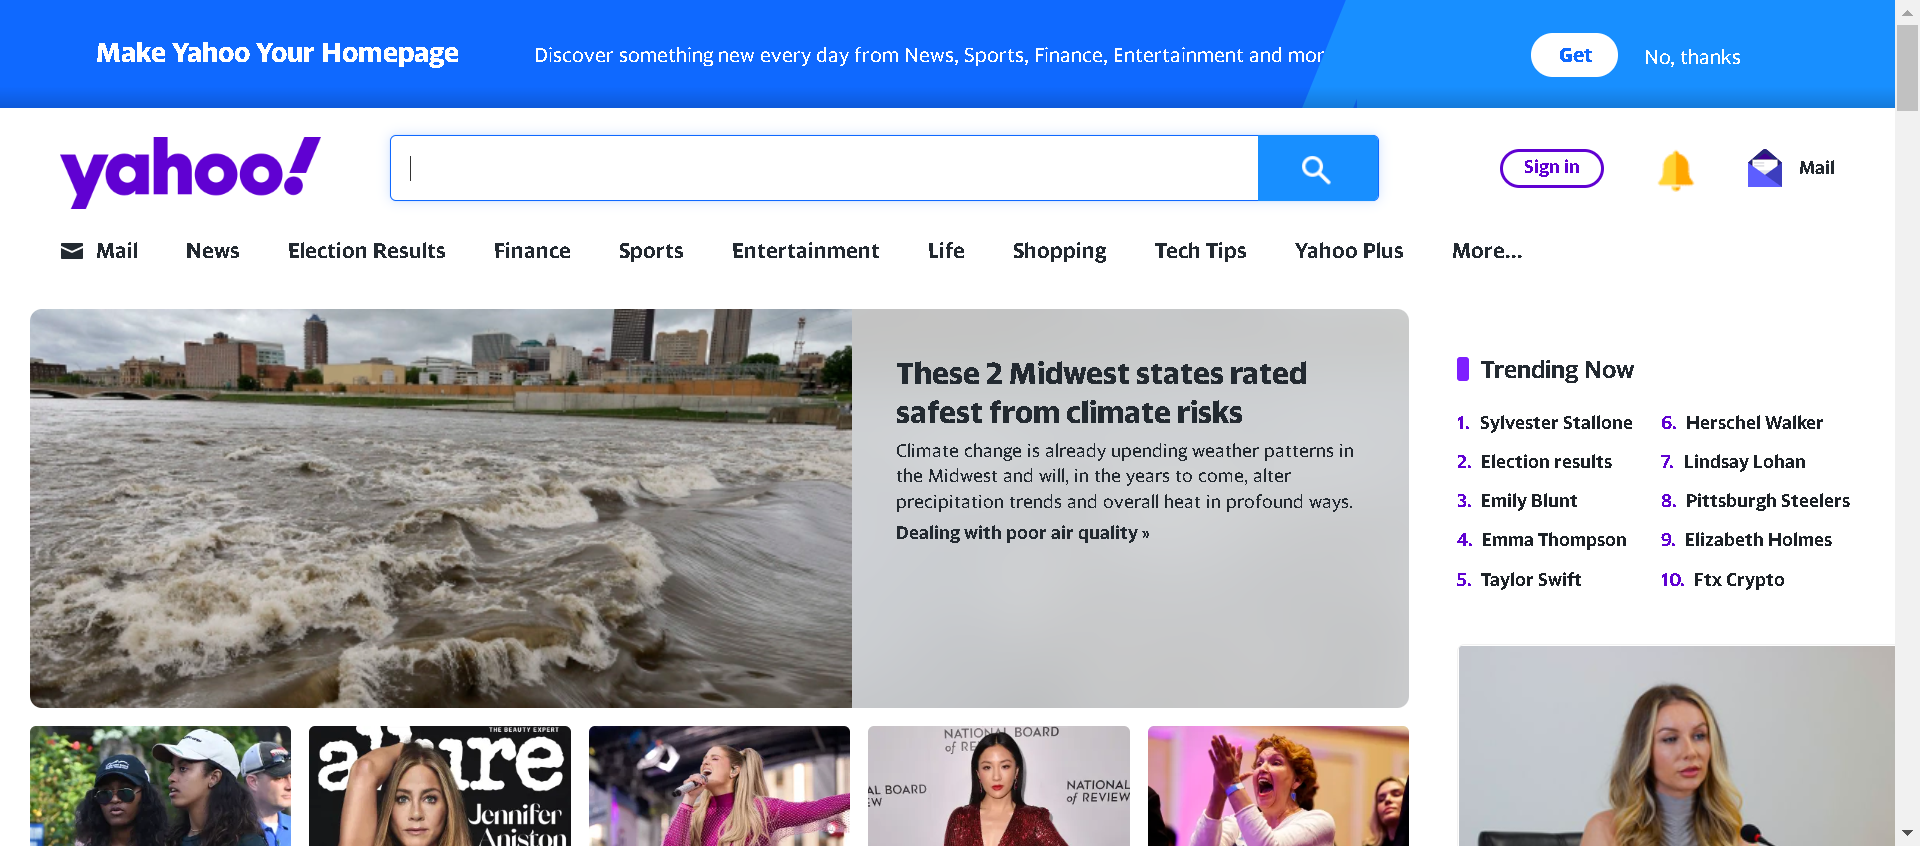 Make Yahoo Your Homepage
Discover something new every day from News, Sports, Finance, Entertainment and mor
Get
No, thanks
yahoo!
Sign in
Mail
Mail
News
Election Results
Finance
Sports
Entertainment
Life
Shopping
Tech Tips
Yahoo Plus
More...
These 2 Midwest states rated
safest from climate risks
Climate change is already upending weather patterns in
the Midwest and will, in the years to come, alter
precipitation trends and overall heat in profound ways.
Dealing with poor air quality »
Trending Now
1. Sylvester Stallone
2. Election results
3. Emily Blunt
4. Emma Thompson
5. Taylor Swift
6. Herschel Walker
7. Lindsay Lohan
8. Pittsburgh Steelers
9. Elizabeth Holmes
10. Ftx Crypto
THE BEAUTY EXPERT
allure
Jennifer
Aniston
NATIONAL BOARD
of RE
AL BOARD
EW
NATIONAL
of REVIEW